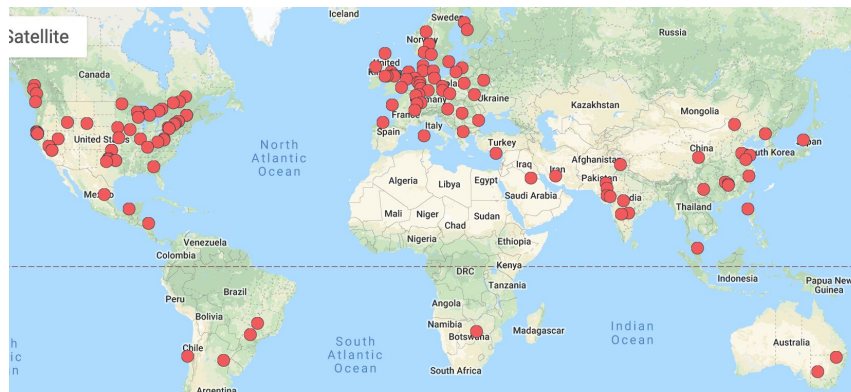 Satellite
Iceland
Sweden
Norway
Russia
Canada
United
Ukraine
France
Kazakhstan
Mongolia
Spain
Italy
Turkey
China
South Korea
Japan
United States
North
Atlantic
Ocean
Iraq
Iran
Afghanistan
Pakistan
Algeria
Libya
Egypt
Saudi Arabia
Mexico
Mali
Niger
Sudan
Chad
Thailand
Nigeria
Ethiopia
Venezuela
Colombia
DRC
Kenya
Tanzania
Indonesia
Papua New
Guinea
Peru
Brazil
Bolivia
Angola
Namibia
Botswana
Madagascar
Indian
Ocean
Australia
Chile
South
Atlantic
Ocean
South Africa
Argentina